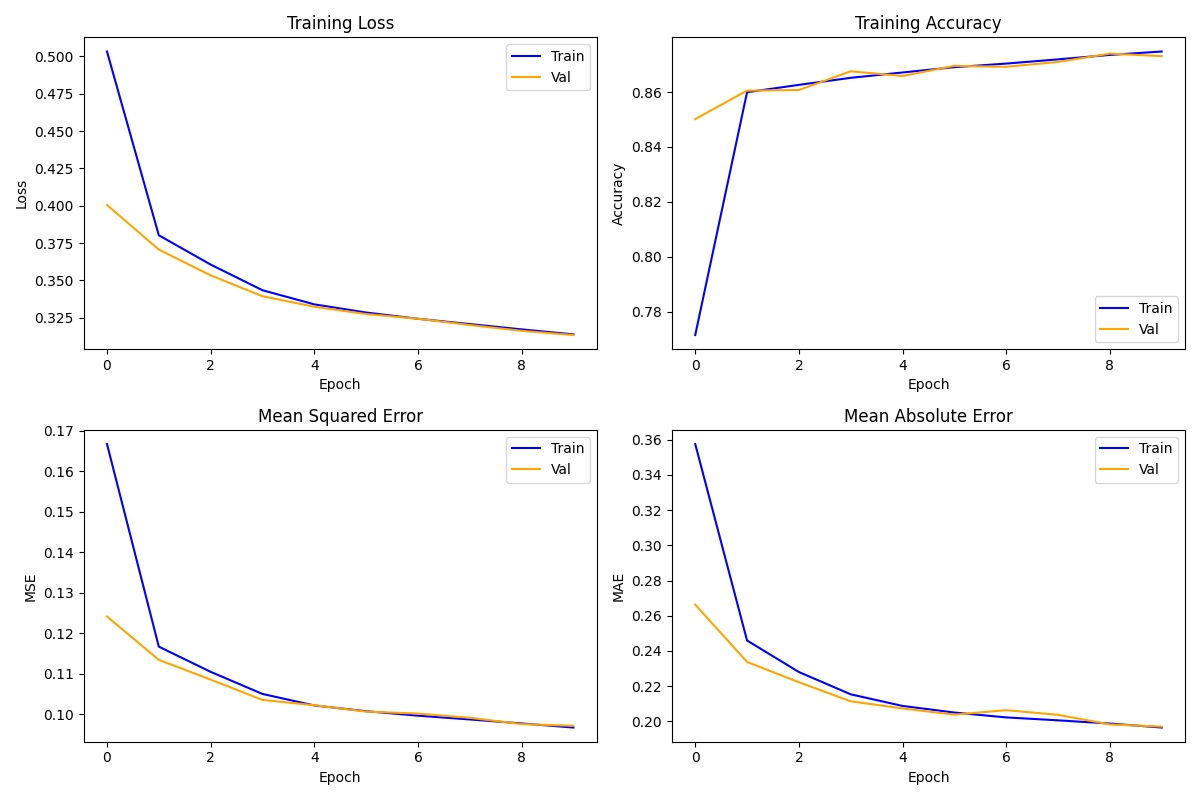 Training Loss
0.500
0.475
0.450
0.425
0.400
0.375
0.350
0.325
Loss
0 2 4 6 8
Epoch
Train
Val
Training Accuracy
0.86
0.84
0.82
0.80
0.78
Accuracy
0 2 4 6 8
Epoch
Train
Val
Mean Squared Error
0.17
0.16
0.15
0.14
0.13
0.12
0.11
0.10
MSE
0 2 4 6 8
Epoch
Train
Val
Mean Absolute Error
0.36
0.34
0.32
0.30
0.28
0.26
0.24
0.22
0.20
MAE
0 2 4 6 8
Epoch
Train
Val